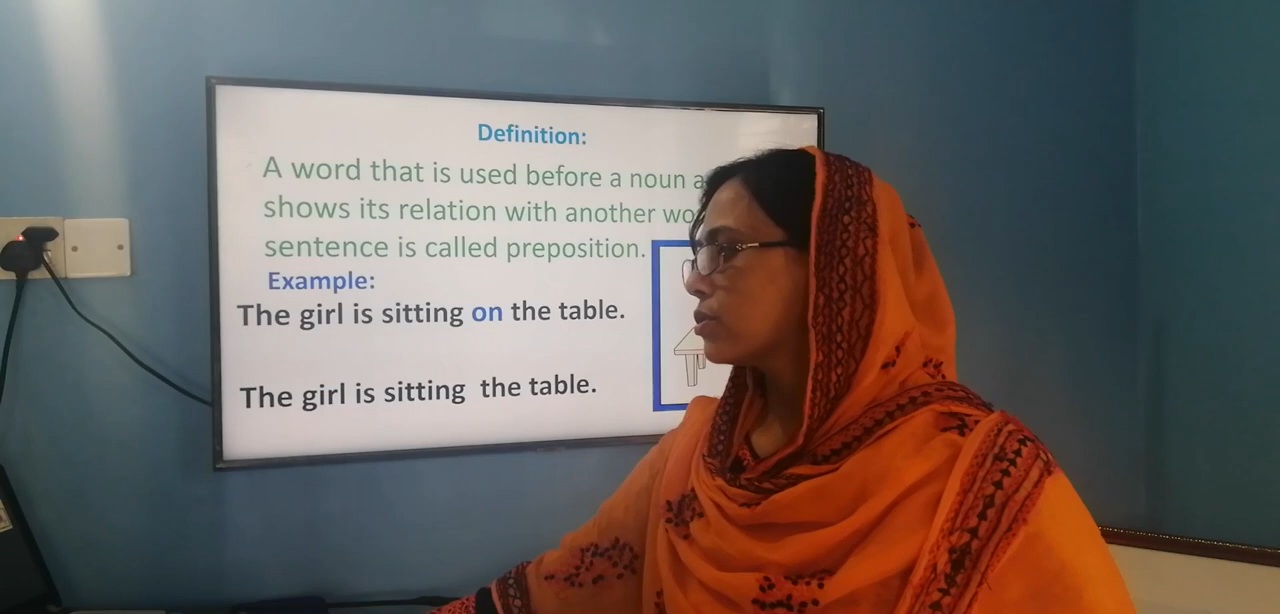 Definition:
A word that is used before a noun a
shows its relation with another wo
sentence is called preposition.
Example:
The girl is sitting on the table.
The girl is sitting the table.